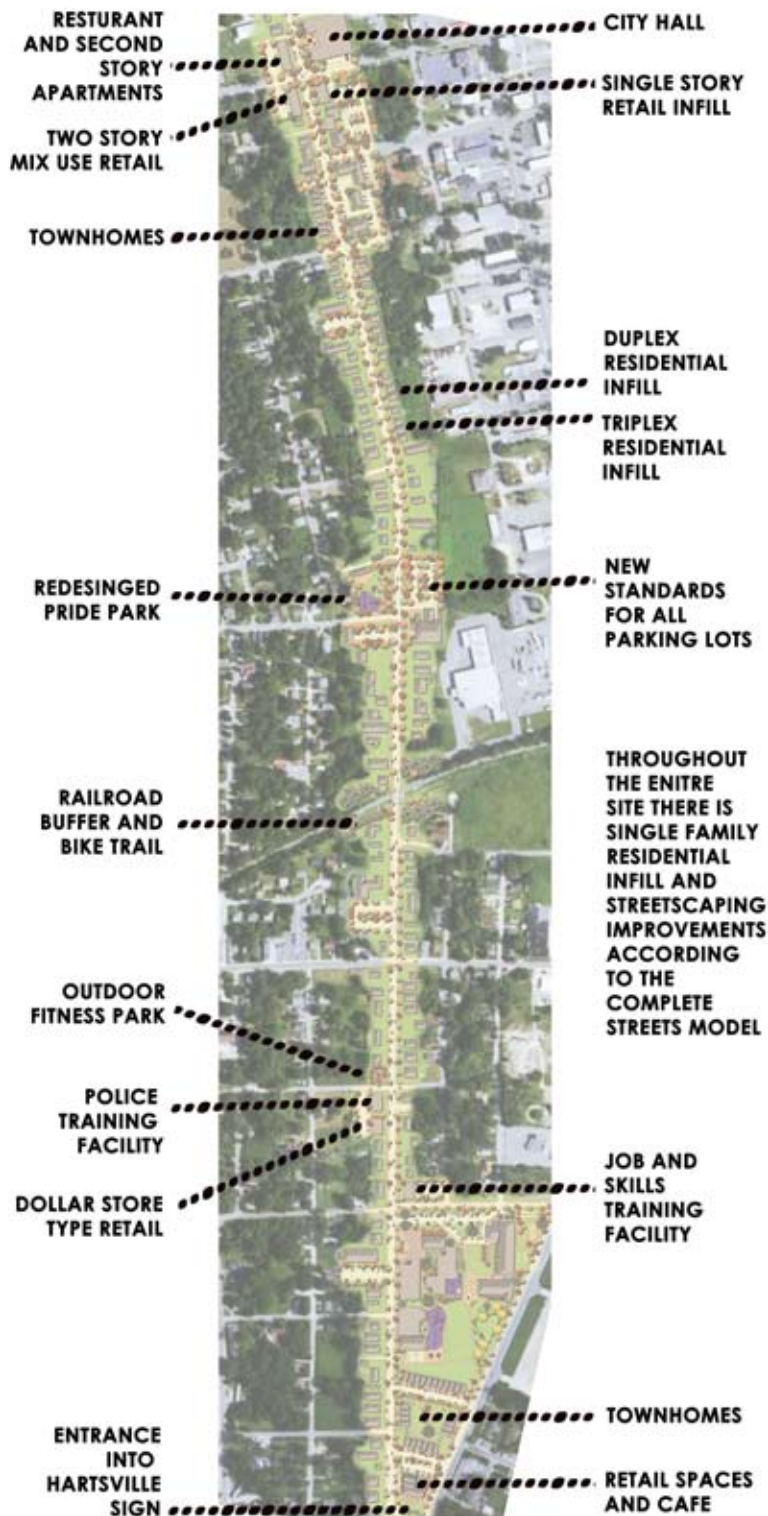 RESTURANT
AND SECOND
STORY
APARTMENTS
CITY HALL
TWO STORY
MIX USE RETAIL
SINGLE STORY
RETAIL INFILL
TOWNHOMES
DUPLEX
RESIDENTIAL
INFILL
TRIPLEX
RESIDENTIAL
INFILL
REDESINGED
PRIDE PARK
NEW
STANDARDS
FOR ALL
PARKING LOTS
RAILROAD
BUFFER AND
BIKE TRAIL
THROUGHOUT
THE ENITRE
SITE THERE IS
SINGLE FAMILY
RESIDENTIAL
INFILL AND
STREETSCAPING
IMPROVEMENTS
ACCORDING
TO THE
COMPLETE
STREETS MODEL
OUTDOOR
FITNESS PARK
POLICE
TRAINING
FACILITY
DOLLAR STORE
TYPE RETAIL
JOB AND
SKILLS
TRAINING
FACILITY
TOWNHOMES
ENTRANCE
INTO
HARTSVILLE
SIGN
RETAIL SPACES
AND CAFE